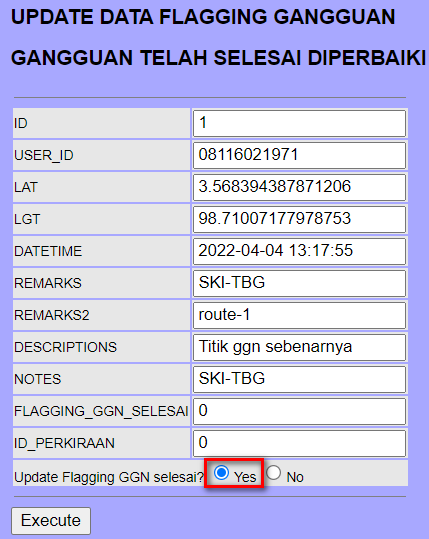 UPDATE DATA FLAGGING GANGGUAN
GANGGUAN TELAH SELESAI DIPERBAIKI
ID 1
USER_ID 08116021971
LAT 3.568394387871206
LGT 98.71007177978753
DATETIME 2022-04-04 13:17:55
REMARKS SKI-TBG
REMARKS2 route-1
DESCRIPTIONS Titik ggn sebenarnya
NOTES SKI-TBG
FLAGGING_GGN_SELESAI 0
ID_PERKIRAAN 0
Update Flagging GGN selesai? Yes No
Execute